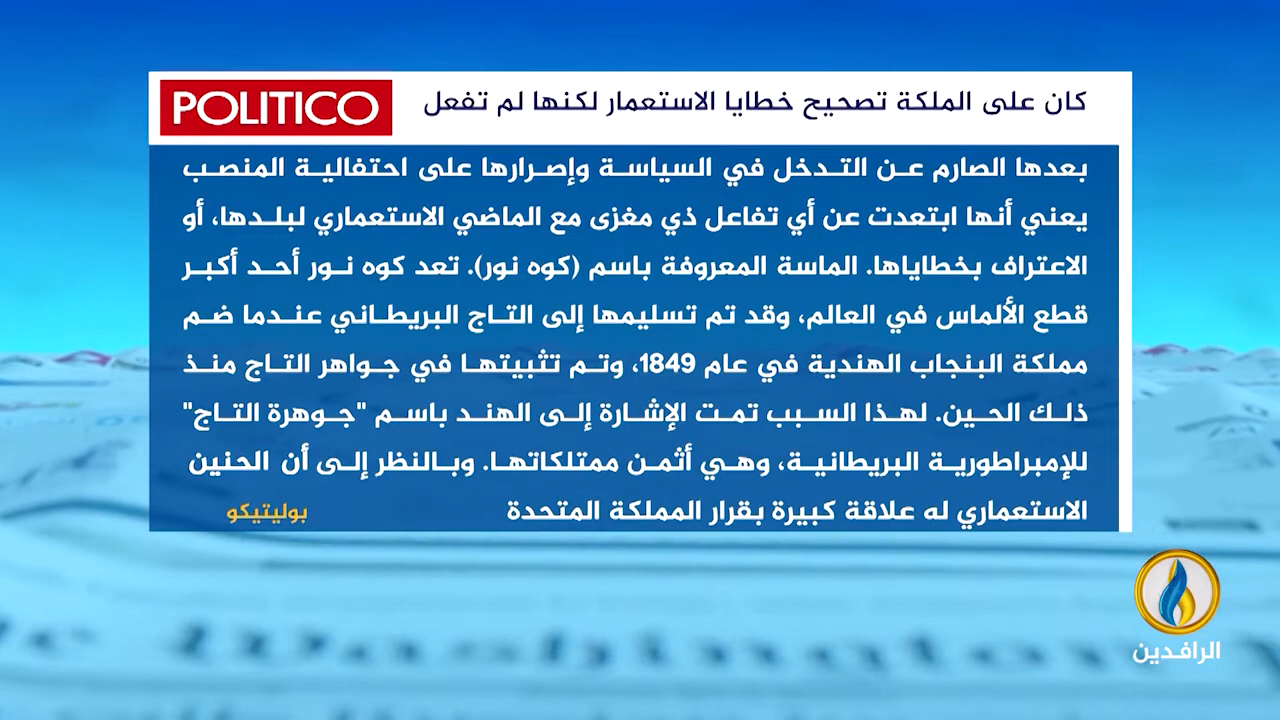 POLITICO
كان على الملكة تصحيح خطايا الاستعمار لكنها لم تفعل
بعدها الصارم عن التدخل في السياسة وإصرارها على احتفالية المنصب
يعني أنها ابتعدت عن أي تفاعل ذي مغزى مع الماضي الاستعماري لبلدها، أو
الاعتراف بخطاياها. الماسة المعروفة باسم (كوه نور). تعد كوه نور أحد أكبر
قطع الألماس في العالم، وقد تم تسليمها إلى التاج البريطاني عندما ضم
مملكة البنجاب الهندية في عام 1849، وتم تثبيتها في جواهر التاج منذ
ذلك الحين. لهذا السبب تمت الإشارة إلى الهند باسم "جوهرة التاج"
للإمبراطورية البريطانية، وهي أثمن ممتلكاتها. وبالنظر إلى أن الحنين
الاستعماري له علاقة كبيرة بقرار المملكة المتحدة
بوليتيكو
الرافدين